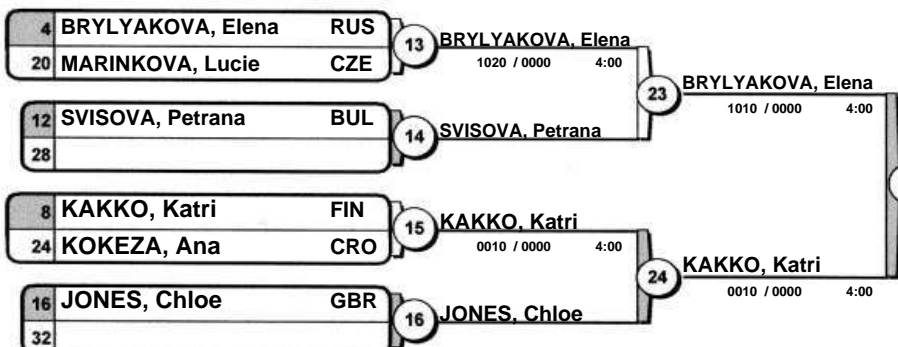 4 BRYLYAKOVA, Elena RUS
20 MARINKOVA, Lucie CZE
13 BRYLYAKOVA, Elena
1020 / 0000 4:00
12 SVISOVA, Petrana BUL
28
14 SVISOVA, Petrana
23 BRYLYAKOVA, Elena
1010 / 0000 4:00
8 KAKKO, Katri FIN
24 KOKEZA, Ana CRO
15 KAKKO, Katri
0010 / 0000 4:00
16 JONES, Chloe GBR
32
16 JONES, Chloe
24 KAKKO, Katri
0010 / 0000 4:00